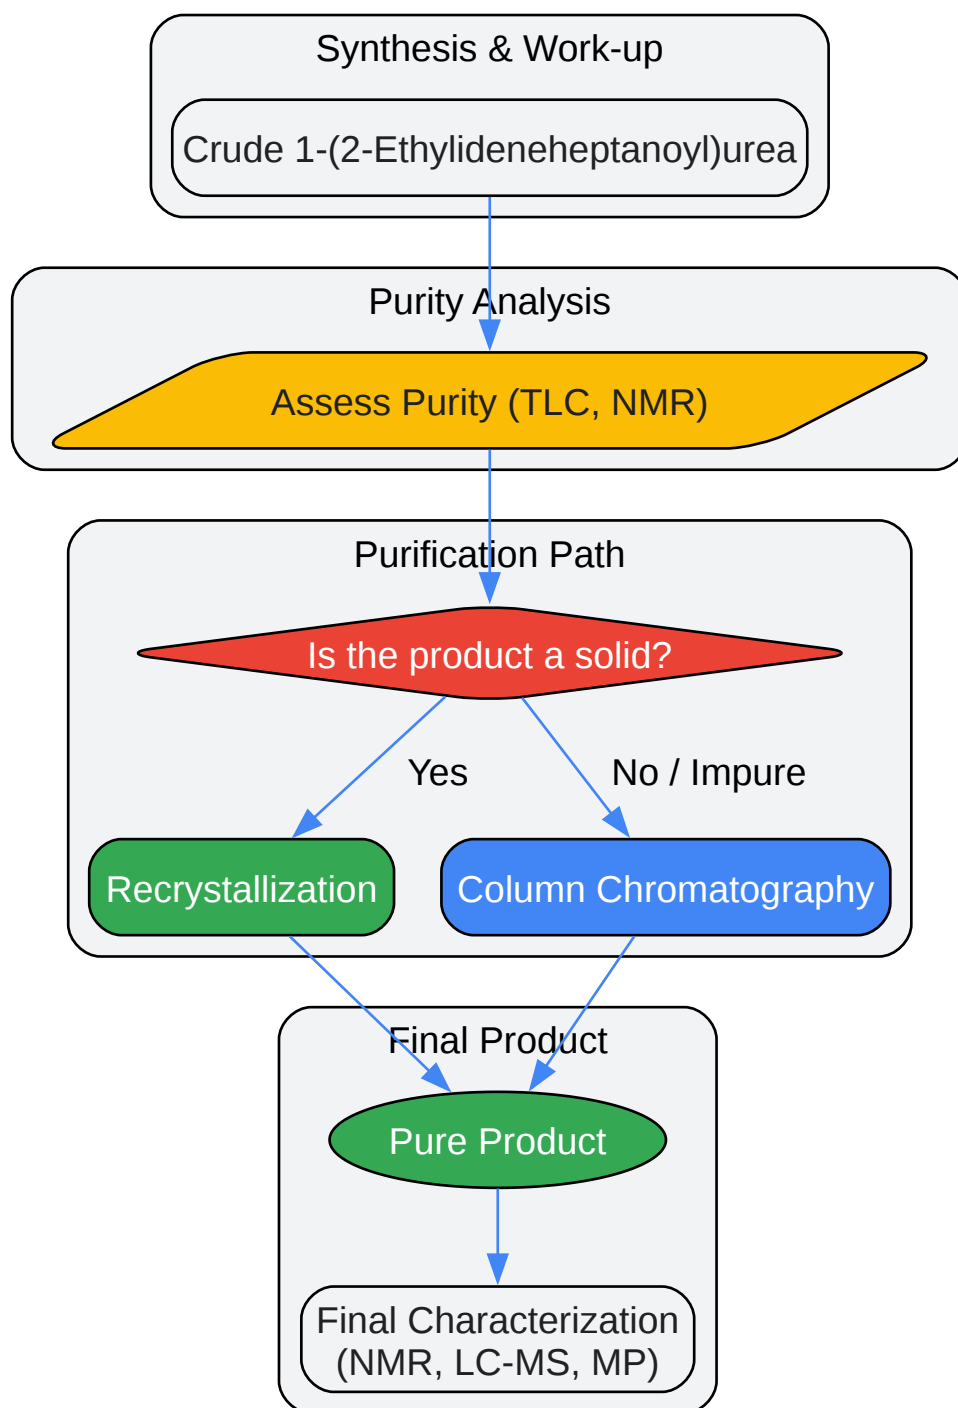 Synthesis & Work-up
Crude 1-(2-Ethylideneheptanoyl)urea
Purity Analysis
Assess Purity (TLC, NMR)
Purification Path
Is the product a solid?
Yes
No / Impure
Recrystallization
Column Chromatography
Final Product
Pure Product
Final Characterization
(NMR, LC-MS, MP)